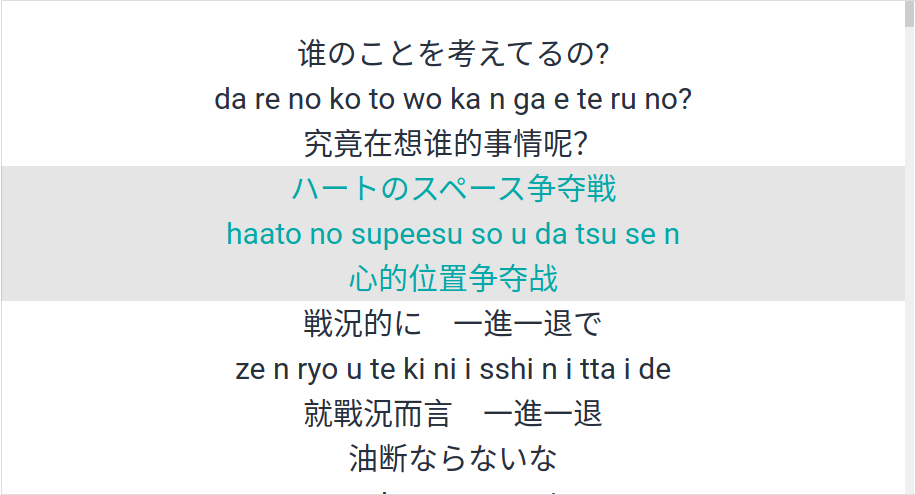 谁のことを考えてるの?
da re no ko to wo ka n ga e te ru no?
究竟在想谁的事情呢？
ハートのスペース争夺戦
haato no supeesu so u da tsu se n
心的位置争夺战
戦況的に　一進一退で
ze n ryo u te ki ni i sshi n i tta i de
就戰況而言　一進一退
油断ならないな